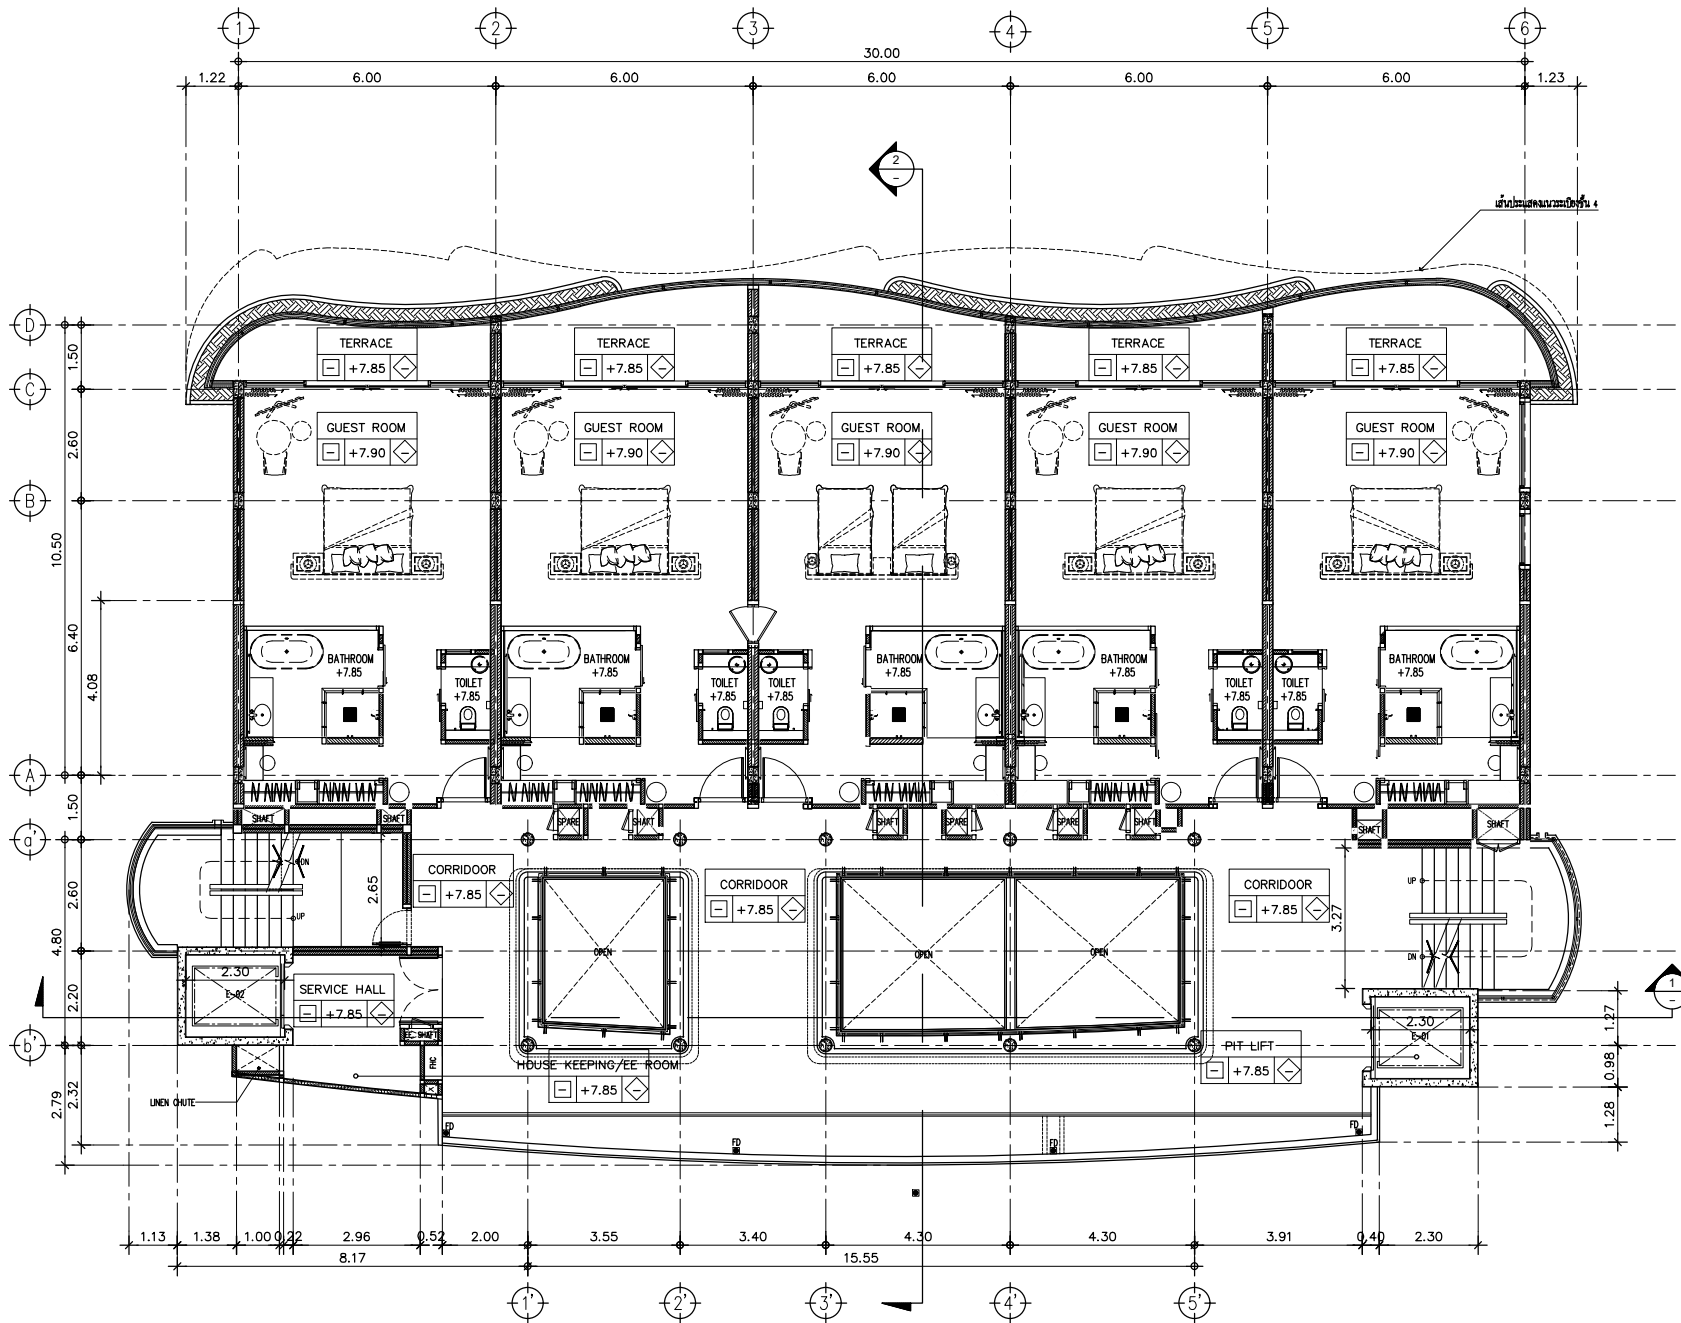 1 2 3 4 5 6
30.00
1.22 6.00 6.00 6.00 6.00 6.00 1.23
2
-
เส้นประแสดงแนวระเบียงชั้น 4
D
C
B
A
a'
b'
1.50
2.60
10.50
6.40
4.08
1.50
2.60
4.80
2.20
2.32
2.79
TERRACE TERRACE TERRACE TERRACE TERRACE
- +7.85 - - +7.85 - - +7.85 - - +7.85 - - +7.85 -
GUEST ROOM GUEST ROOM GUEST ROOM GUEST ROOM GUEST ROOM
- +7.90 - - +7.90 - - +7.90 - - +7.90 - - +7.90 -
BATHROOM BATHROOM BATHROOM BATHROOM BATHROOM
+7.85 +7.85 +7.85 +7.85 +7.85
TOILET TOILET TOILET TOILET TOILET
+7.85 +7.85 +7.85 +7.85 +7.85
SHAFT SHAFT SPARE SHAFT SHAFT SPARE SPARE SHAFT SHAFT SHAFT
DN
UP
2.65
CORRIDOOR
- +7.85 -
CORRIDOOR
- +7.85 -
CORRIDOOR
- +7.85 -
3.27
UP
DN
OPEN OPEN OPEN
2.30
E-02
SERVICE HALL
- +7.85 -
EE SHAFT
FHC
HOUSE KEEPING/EE ROOM
- +7.85 -
PIT LIFT
- +7.85 -
2.30
E-01
1
-
1.27
0.98
1.28
LINEN CHUTE
FD FD FD FD
1.13 1.38 1.00 0.22 2.96 0.52 2.00 3.55 3.40 4.30 4.30 3.91 0.40 2.30
8.17 15.55
1' 2' 3' 4' 5'